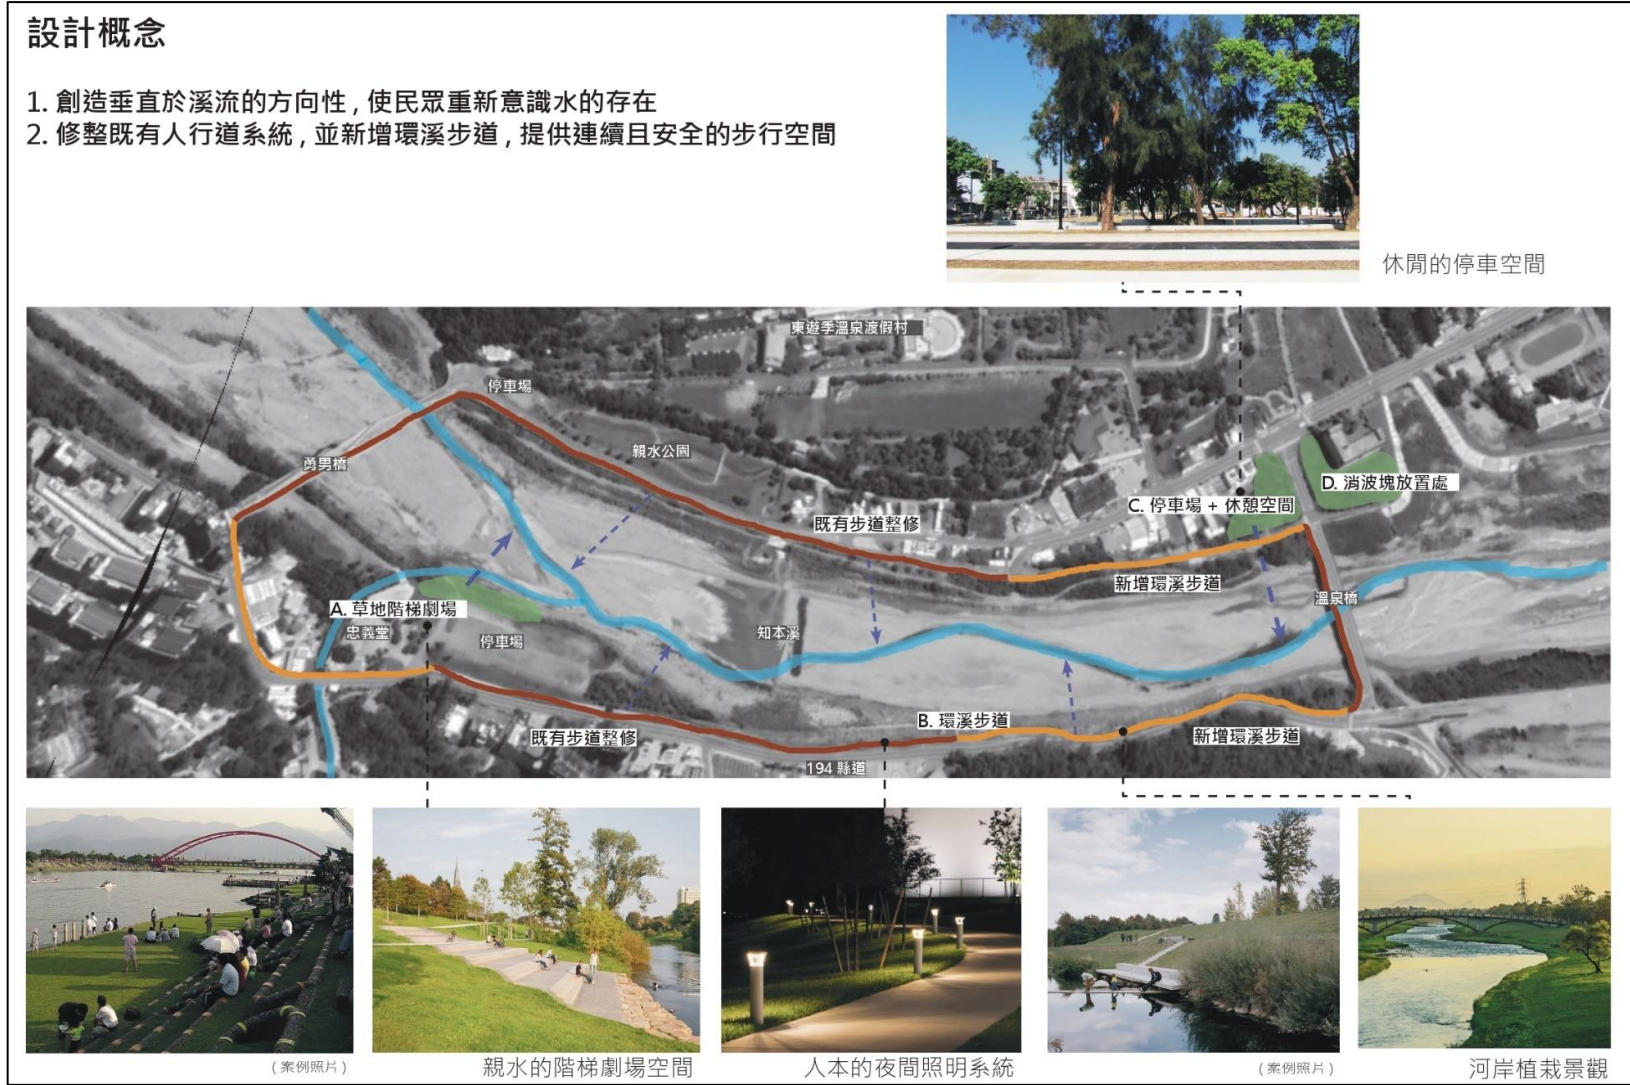 設計概念
1. 創造垂直於溪流的方向性 , 使民眾重新意識水的存在
2. 修整既有人行道系統 , 並新增環溪步道 , 提供連續且安全的步行空間
休閒的停車空間
東遊季溫泉渡假村
停車場
親水公園
勇男橋
D. 消波塊放置處
C. 停車場 + 休憩空間
既有步道整修
新增環溪步道
溫泉橋
A. 草地階梯劇場
忠義堂
停車場
知本溪
B. 環溪步道
既有步道整修
新增環溪步道
194 縣道
(案例照片)
親水的階梯劇場空間
人本的夜間照明系統
(案例照片)
河岸植栽景觀